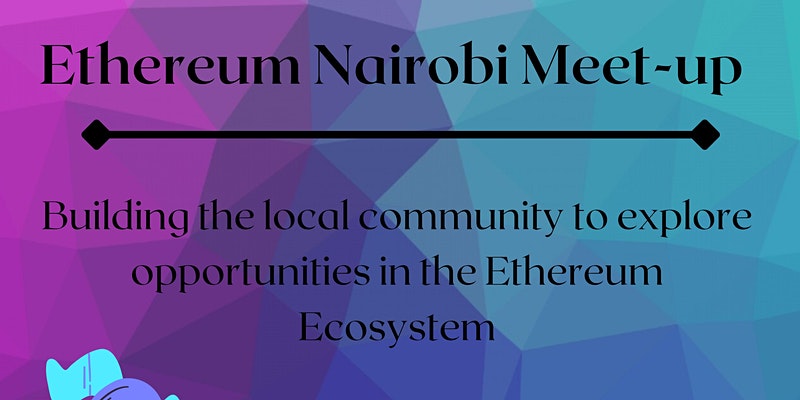 Ethereum Nairobi Meet-up
Building the local community to explore
opportunities in the Ethereum
Ecosystem